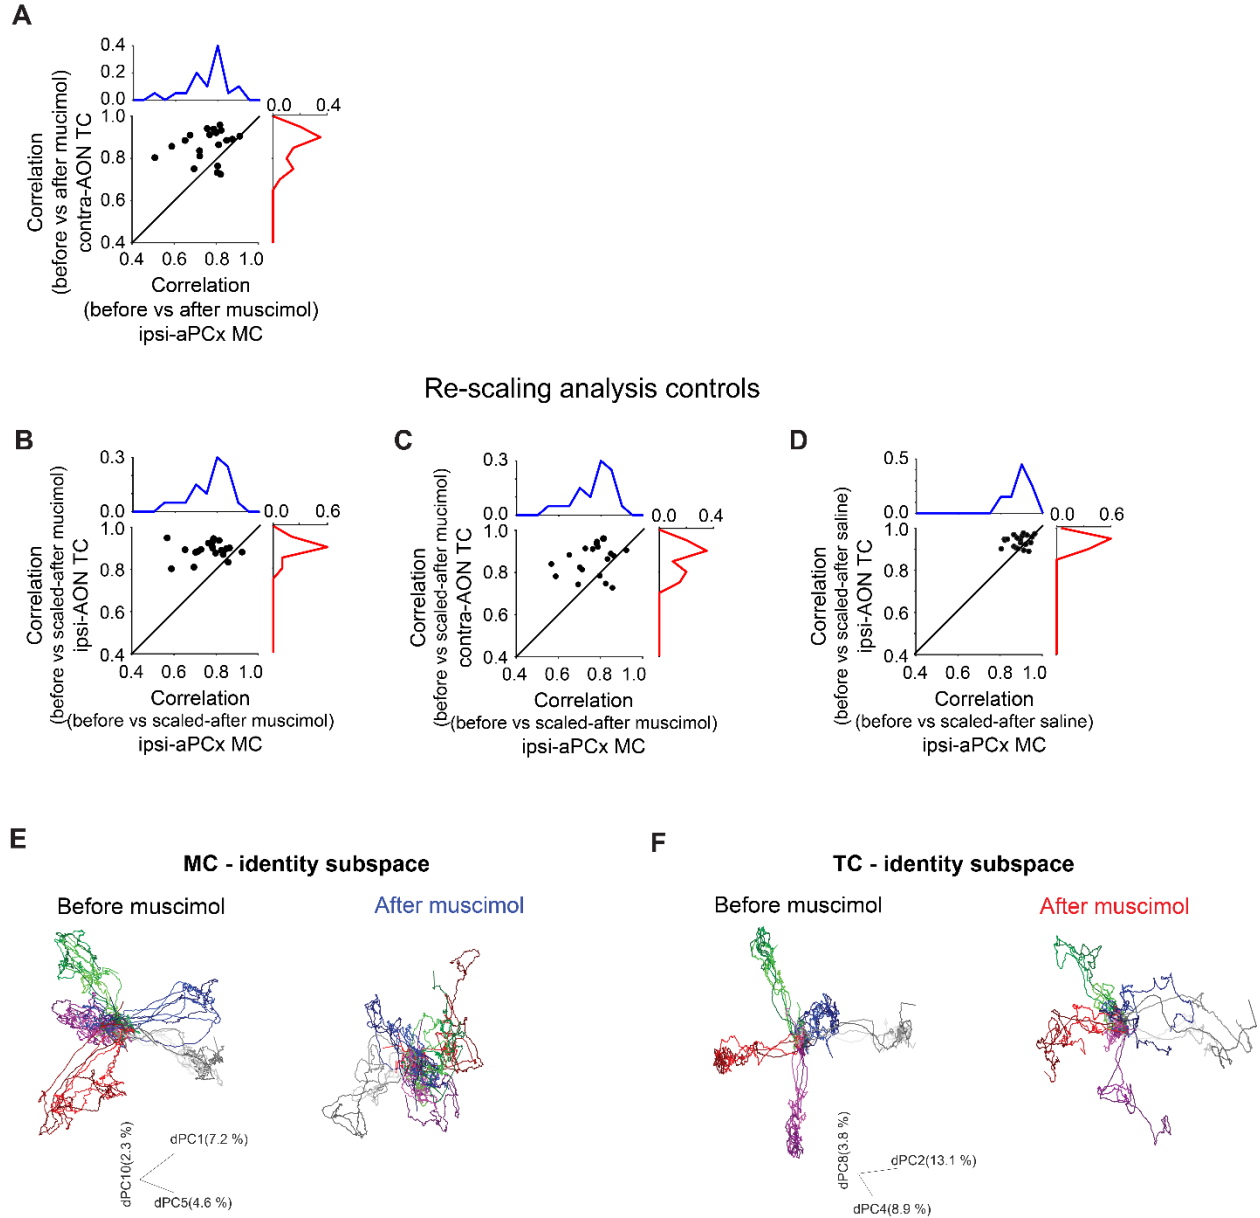 A
0.4
0.2
0.0
0.0 0.4
1.0
0.8
0.6
0.4
0.4 0.6 0.8 1.0
Correlation
(before vs after mucimol)
contra-AON TC
Correlation
(before vs after muscimol)
ipsi-aPCx MC
Re-scaling analysis controls
B
0.3
0.0
0.0 0.6
1.0
0.8
0.6
0.4
0.4 0.6 0.8 1.0
Correlation
(before vs scaled-after mucimol)
ipsi-AON TC
Correlation
(before vs scaled-after muscimol)
ipsi-aPCx MC
C
0.3
0.0
0.0 0.4
1.0
0.8
0.6
0.4
0.4 0.6 0.8 1.0
Correlation
(before vs scaled-after mucimol)
contra-AON TC
Correlation
(before vs scaled-after muscimol)
ipsi-aPCx MC
D
0.5
0.0
0.0 0.6
1.0
0.8
0.6
0.4
0.4 0.6 0.8 1.0
Correlation
(before vs scaled-after saline)
ipsi-AON TC
Correlation
(before vs scaled-after saline)
ipsi-aPCx MC
E
MC - identity subspace
Before muscimol
After muscimol
dPC10(2.3 %)
dPC1(7.2 %)
dPC5(4.6 %)
F
TC - identity subspace
Before muscimol
After muscimol
dPC8(3.8 %)
dPC2(13.1 %)
dPC4(8.9 %)